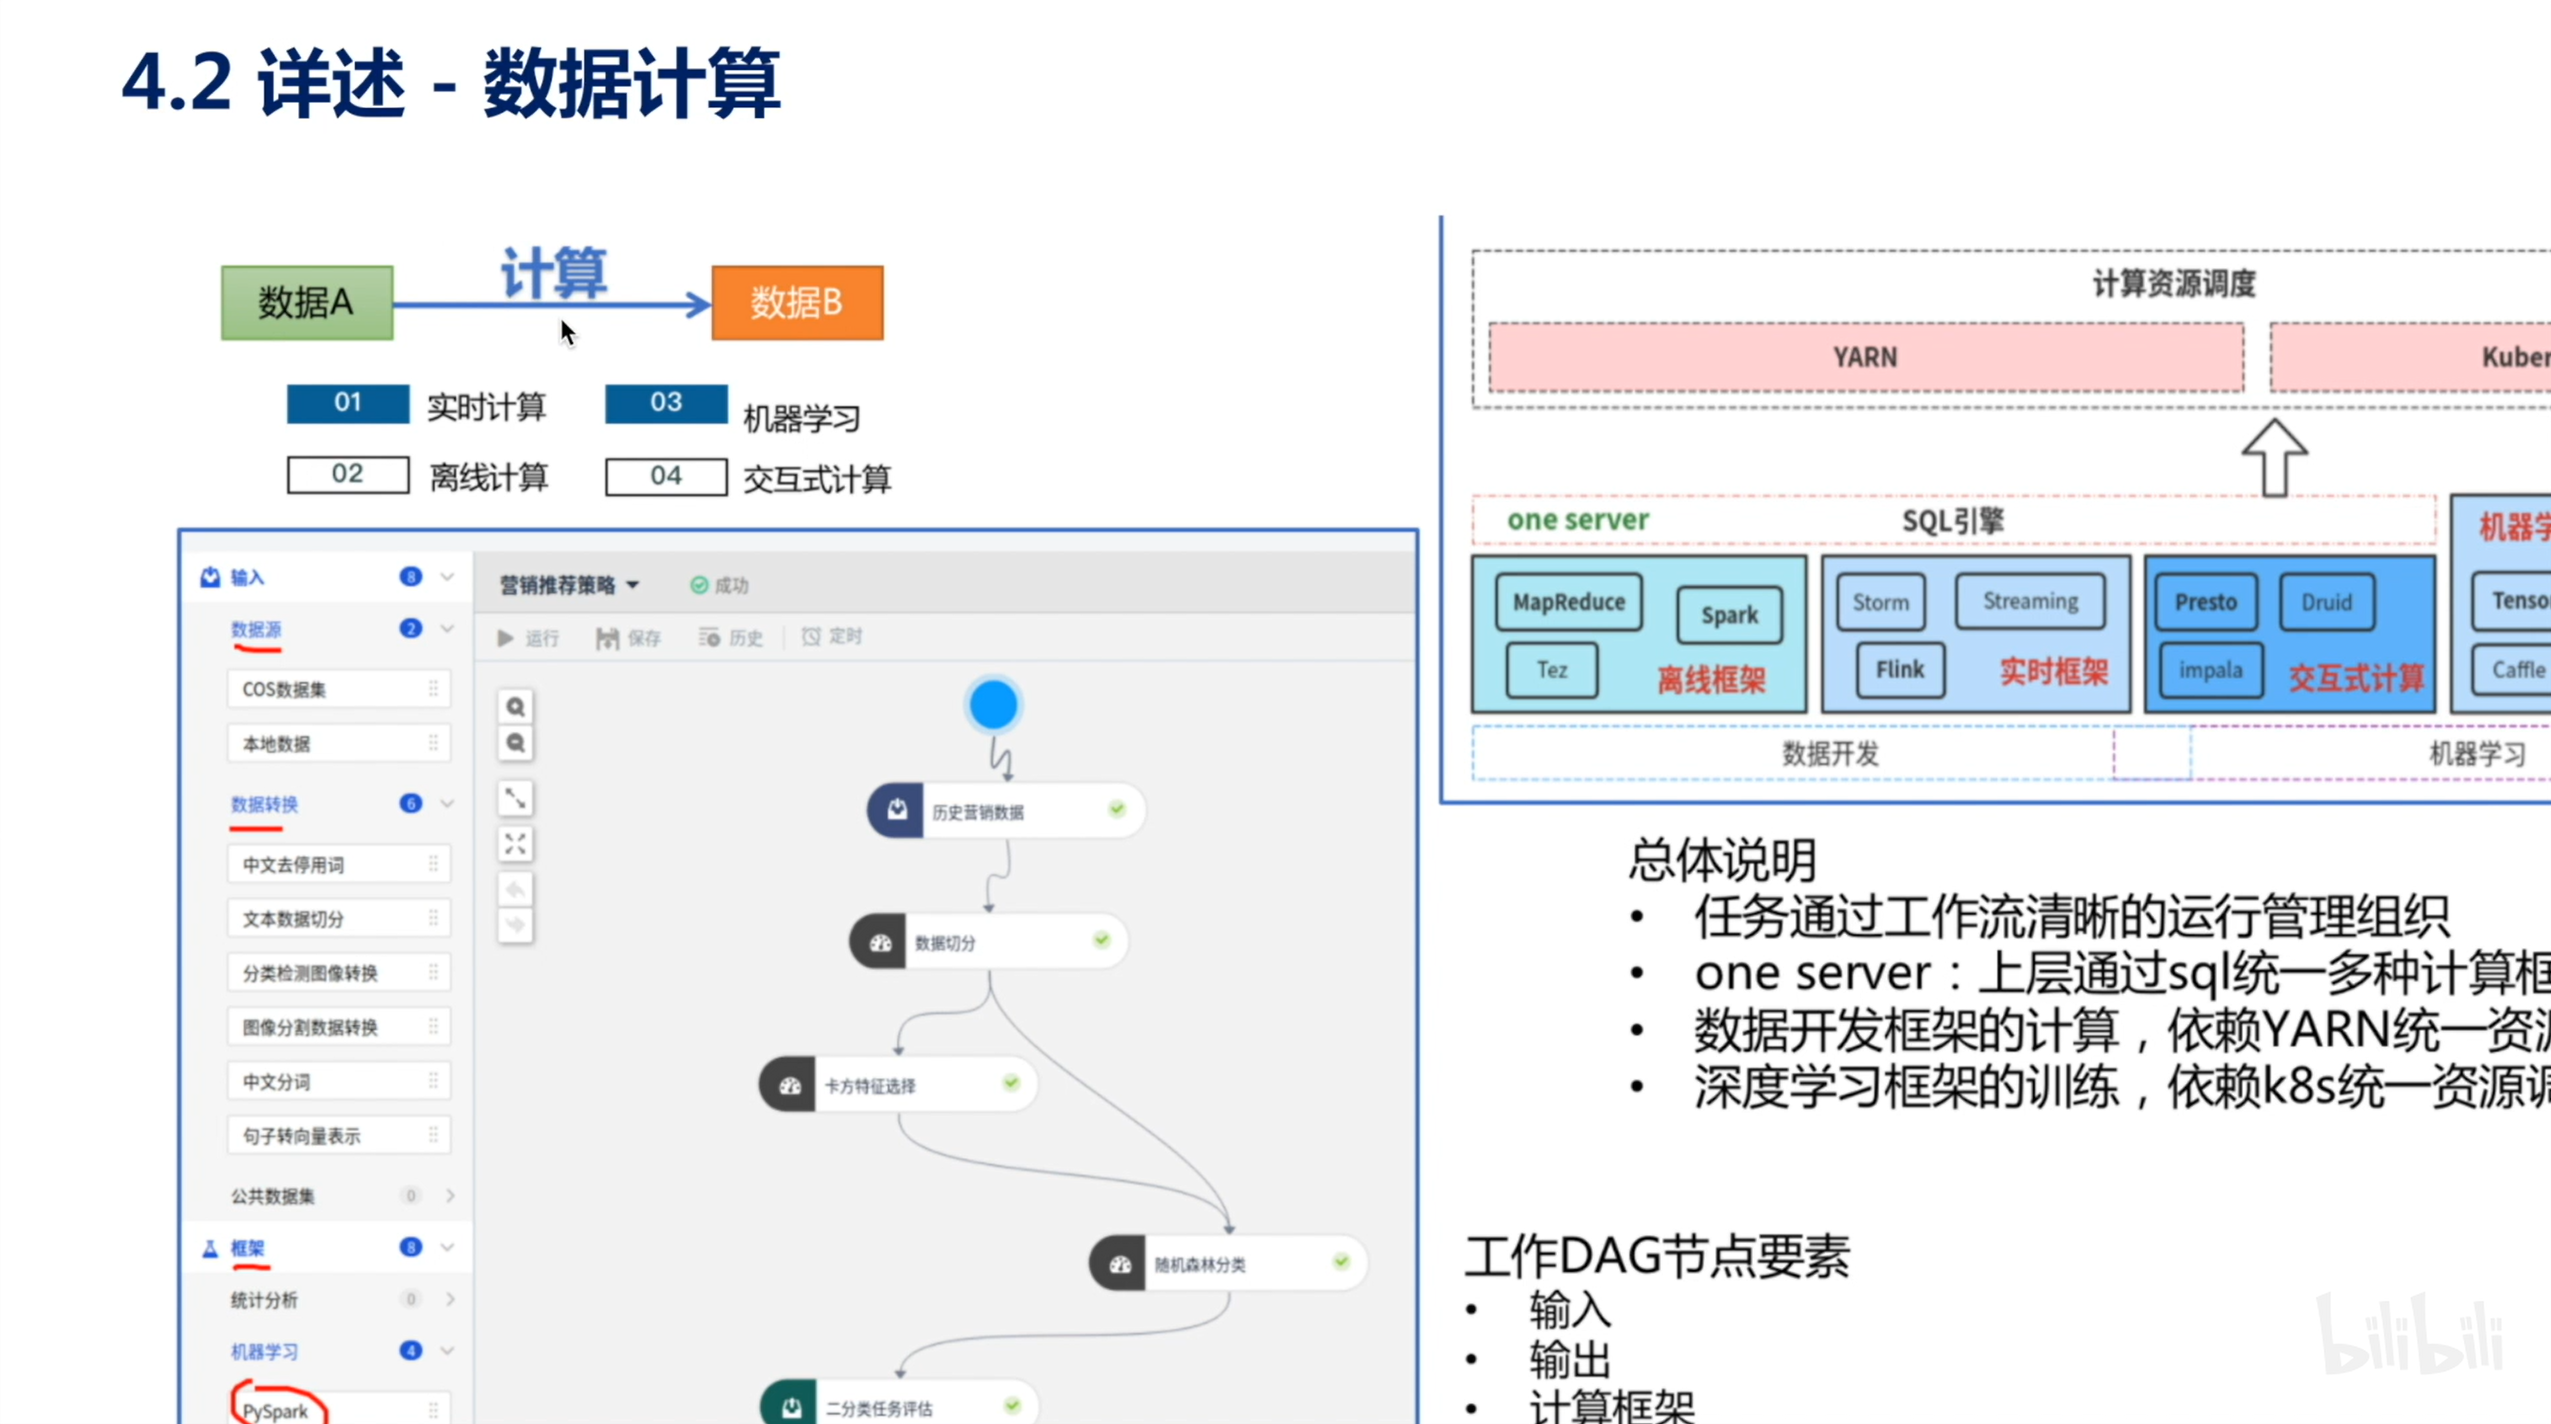 4.2 详述 - 数据计算
数据A
计算
数据B
01 实时计算
03 机器学习
02 离线计算
04 交互式计算
输入 8
数据源 2
COS数据集
本地数据
数据转换 6
中文去停用词
文本数据切分
分类检测图像转换
图像分割数据转换
中文分词
句子转向量表示
公共数据集 0
框架 8
统计分析 0
机器学习 4
PySpark
营销推荐策略 成功
运行 保存 历史 定时
历史营销数据
数据切分
卡方特征选择
随机森林分类
二分类任务评估
计算资源调度
YARN
Kuber
one server SQL引擎
MapReduce
Spark
Tez
离线框架
Storm
Streaming
Flink
实时框架
Presto
Druid
impala
交互式计算
机器学
Tenso
Caffle
数据开发
机器学习
总体说明
• 任务通过工作流清晰的运行管理组织
• one server：上层通过sql统一多种计算框
• 数据开发框架的计算，依赖YARN统一资源
• 深度学习框架的训练，依赖k8s统一资源调
工作DAG节点要素
• 输入
• 输出
• 计算框架
bilibili